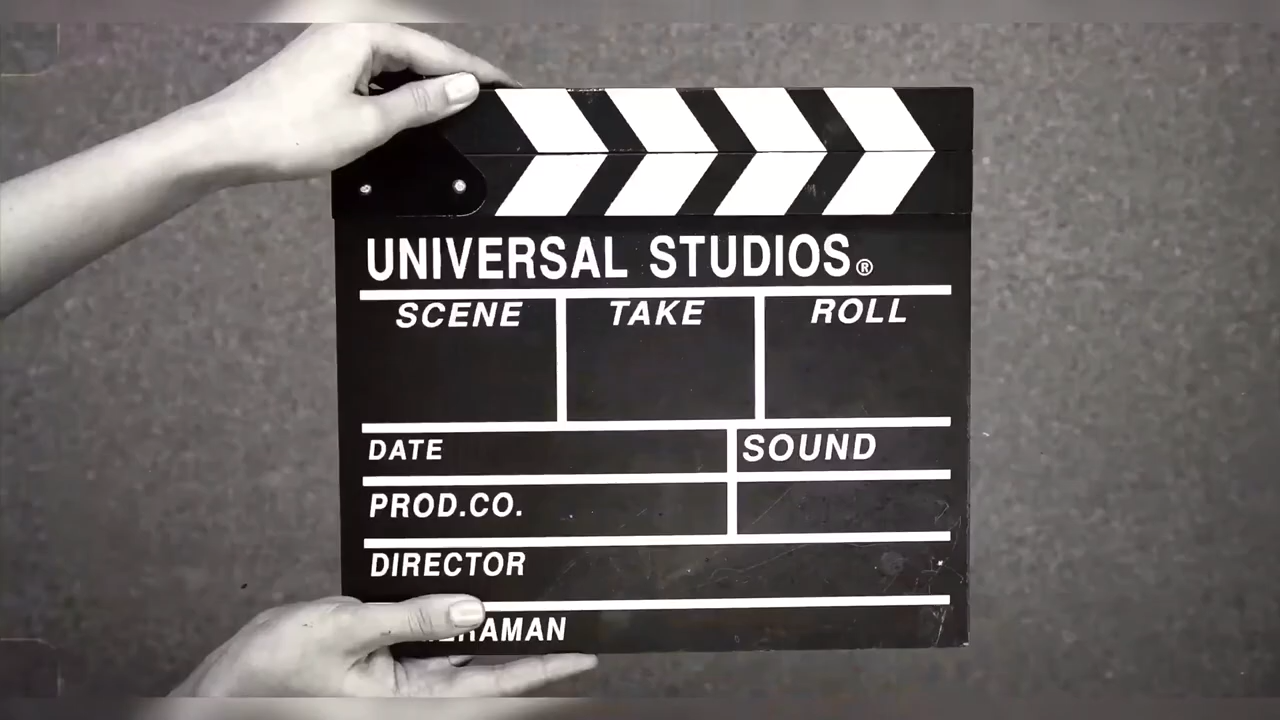 UNIVERSAL STUDIOS®
SCENE TAKE ROLL
DATE SOUND
PROD.CO.
DIRECTOR